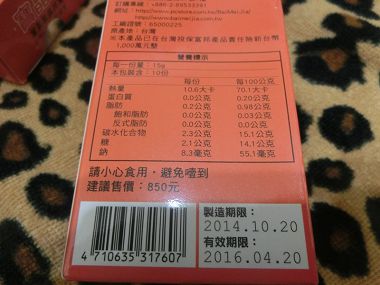 訂購專線：+886-2-89533391
網址：http://www.pcstore.com.tw/BaiMeiJia/
http://www.baimeijia.com.tw/
工廠證號：65000225
原產地：台灣
※本產品已在台灣投保富邦產品責任險新台幣
1,000萬元整
營養標示
每一份量：15g
本包裝含：10份
每份 每100公克
熱量 10.6大卡 70.1大卡
蛋白質 0.0公克 0.20公克
脂肪 0.2公克 0.98公克
飽和脂肪 0.0公克 0.03公克
反式脂肪 0.0公克 0.0公克
碳水化合物 2.3公克 15.1公克
糖 2.1公克 14.1公克
鈉 8.3毫克 55.1毫克
請小心食用，避免噎到
建議售價：850元
製造期限：
2014.10.20
有效期限：
2016.04.20
4 710635 317607